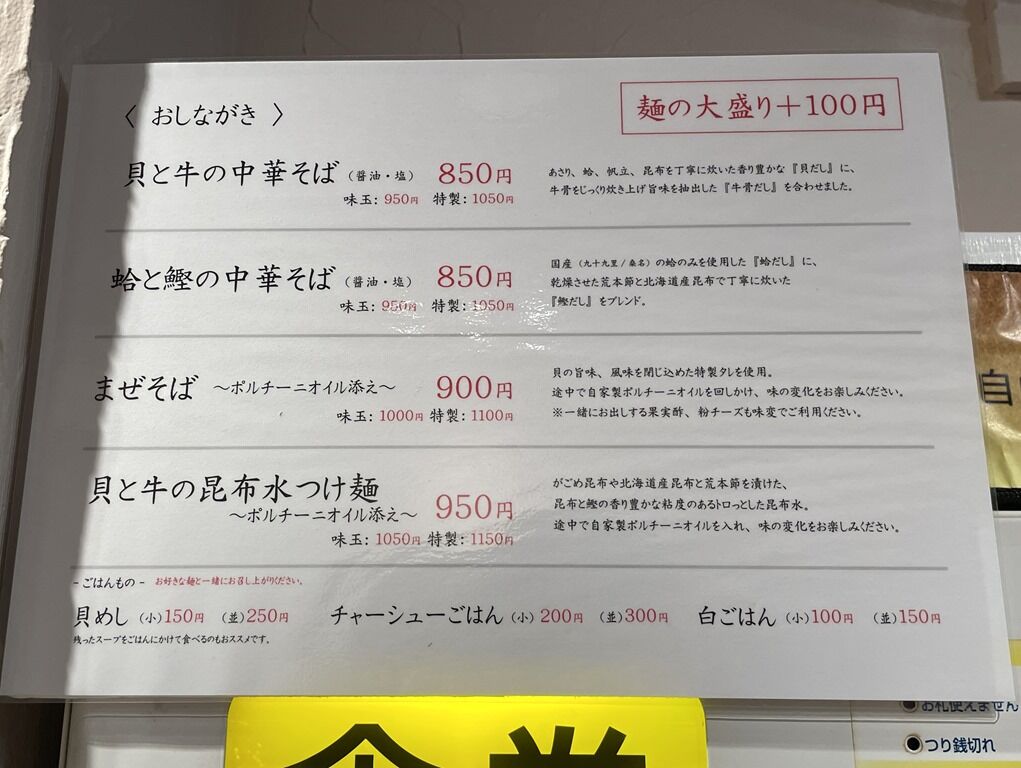 〈 おしながき 〉
麺の大盛り＋100円
貝と牛の中華そば（醤油・塩） 850円
味玉：950円 特製：1050円
あさり、蛤、帆立、昆布を丁寧に炊いた香り豊かな『貝だし』に、
牛骨をじっくり炊き上げ旨味を抽出した『牛骨だし』を合わせました。
蛤と鰹の中華そば（醤油・塩） 850円
味玉：950円 特製：1050円
国産（九十九里/桑名）の蛤のみを使用した『蛤だし』に、
乾燥させた荒本節と北海道産昆布で丁寧に炊いた
『鰹だし』をブレンド。
まぜそば ～ポルチーニオイル添え～ 900円
味玉：1000円 特製：1100円
貝の旨味、風味を閉じ込めた特製タレを使用。
途中で自家製ポルチーニオイルを回しかけ、味の変化をお楽しみください。
※一緒にお出しする果実酢、粉チーズも味変でご利用ください。
貝と牛の昆布水つけ麺
～ポルチーニオイル添え～ 950円
味玉：1050円 特製：1150円
がごめ昆布や北海道産昆布と荒本節を漬けた、
昆布と鰹の香り豊かな粘度のあるトロっとした昆布水。
途中で自家製ポルチーニオイルを入れ、味の変化をお楽しみください。
- ごはんもの - お好きな麺と一緒にお召し上がりください。
貝めし（小）150円 （並）250円 チャーシューごはん（小）200円 （並）300円 白ごはん（小）100円 （並）150円
残ったスープをごはんにかけて食べるのもおススメです。
自
お札使えません
つり銭切れ